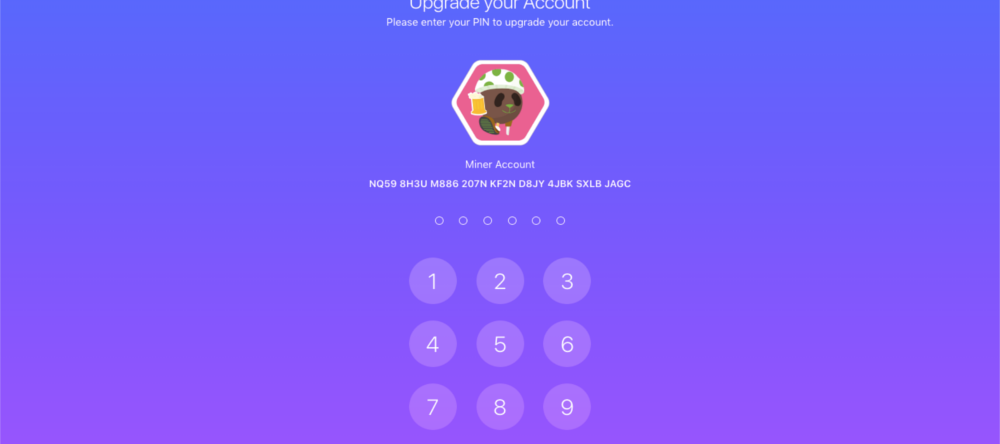 Upgrade your Account
Please enter your PIN to upgrade your account.
Miner Account
NQ59 8H3U M886 207N KF2N D8JY 4JBK SXLB JAGC
1 2 3
4 5 6
7 8 9